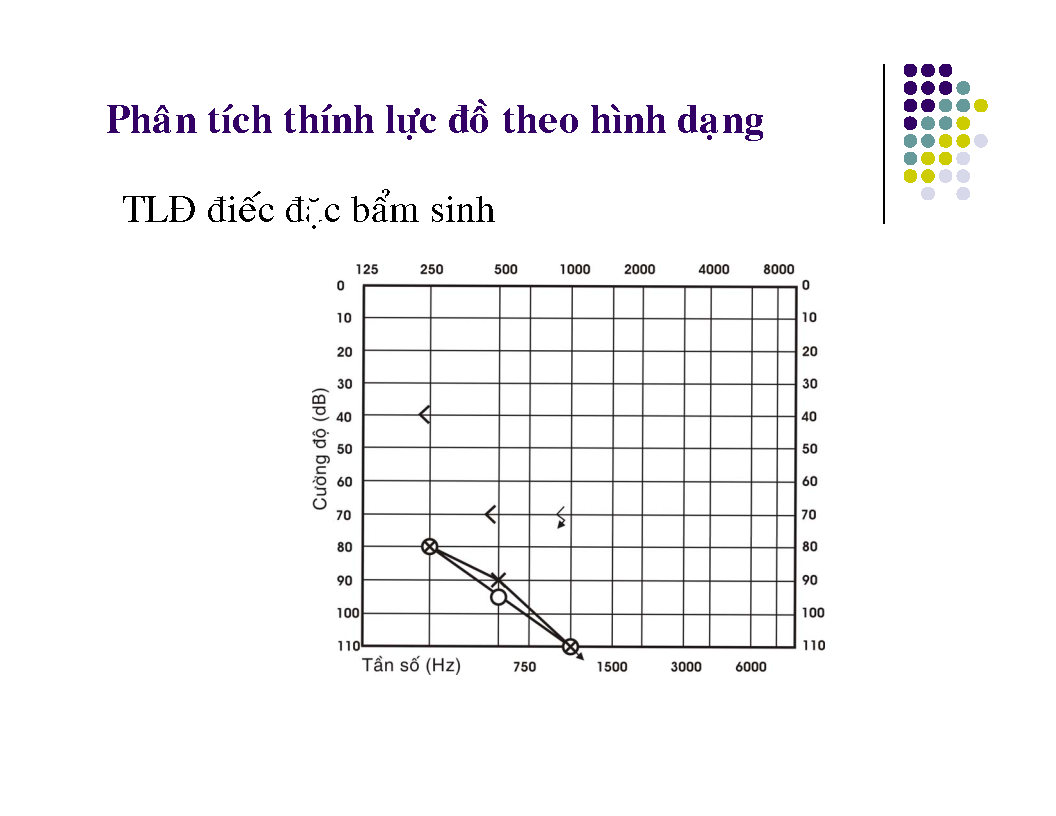 Phân tích thính lực đồ theo hình dạng
TLĐ điếc đặc bẩm sinh
125 250 500 1000 2000 4000 8000
0 0
10 10
20 20
30 30
40 40
50 50
60 60
70 70
80 80
90 90
100 100
110 110
Cường độ (dB)
Tần số (Hz) 750 1500 3000 6000